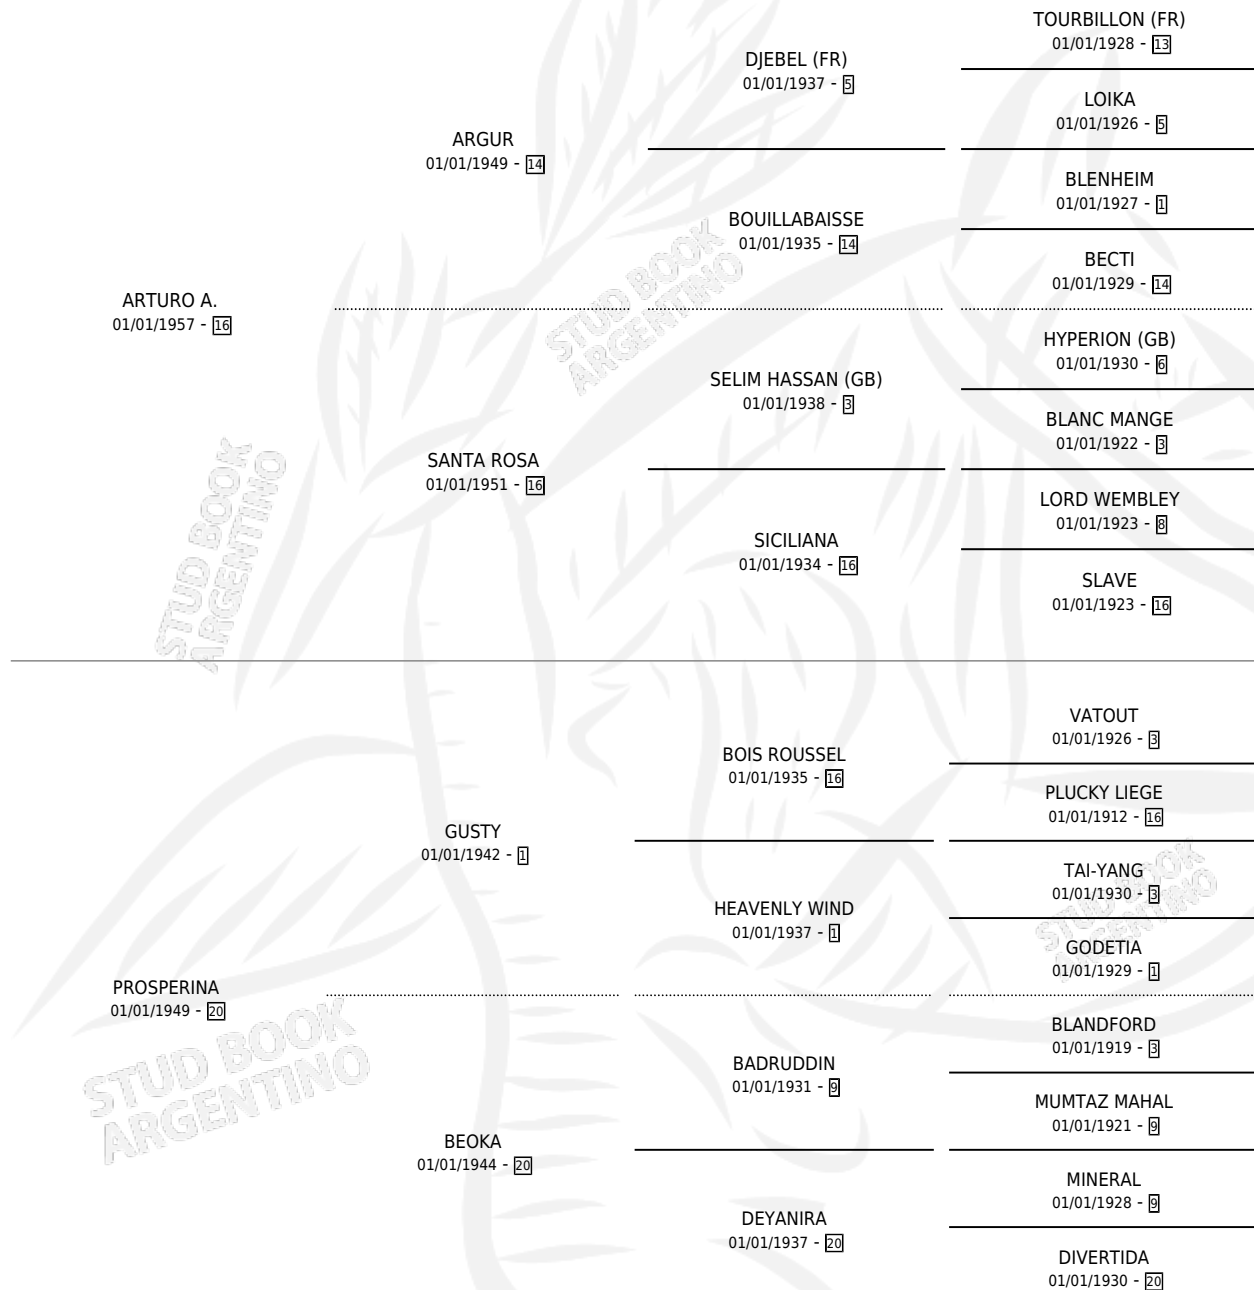 TOURBILLON (FR)
01/01/1928 - 13
DJEBEL (FR)
01/01/1937 - 5
LOIKA
01/01/1926 - 5
ARGUR
01/01/1949 - 14
BLENHEIM
01/01/1927 - 1
BOUILLABAISSE
01/01/1935 - 14
BECTI
01/01/1929 - 14
ARTURO A.
01/01/1957 - 16
HYPERION (GB)
01/01/1930 - 6
SELIM HASSAN (GB)
01/01/1938 - 3
BLANC MANGE
01/01/1922 - 3
SANTA ROSA
01/01/1951 - 16
LORD WEMBLEY
01/01/1923 - 8
SICILIANA
01/01/1934 - 16
SLAVE
01/01/1923 - 16
VATOUT
01/01/1926 - 3
BOIS ROUSSEL
01/01/1935 - 16
PLUCKY LIEGE
01/01/1912 - 16
GUSTY
01/01/1942 - 1
TAI-YANG
01/01/1930 - 3
HEAVENLY WIND
01/01/1937 - 1
GODETIA
01/01/1929 - 1
PROSPERINA
01/01/1949 - 20
BLANDFORD
01/01/1919 - 3
BADRUDDIN
01/01/1931 - 9
MUMTAZ MAHAL
01/01/1921 - 9
BEOKA
01/01/1944 - 20
MINERAL
01/01/1928 - 9
DEYANIRA
01/01/1937 - 20
DIVERTIDA
01/01/1930 - 20
STUD BOOK
ARGENTINO
STUD BOOK
ARGENTINO
STUD BOOK
ARGENTINO
STUD BOOK
ARGENTINO